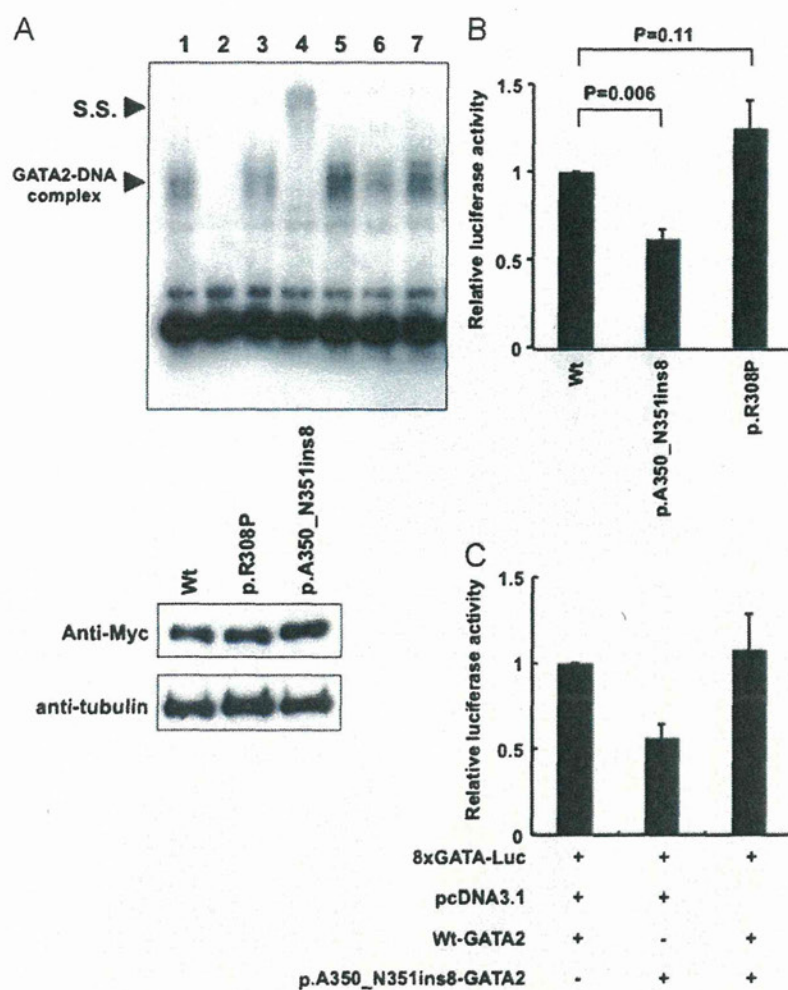 A
1 2 3 4 5 6 7
S.S.
GATA2-DNA
complex
Wt
p.R308P
p.A350_N351ins8
Anti-Myc
anti-tubulin
B
P=0.11
P=0.006
1.5
1
0.5
0
Relative luciferase activity
Wt
p.A350_N351ins8
p.R308P
C
1.5
1
0.5
0
Relative luciferase activity
8xGATA-Luc + + +
pcDNA3.1 + +
Wt-GATA2 + - +
p.A350_N351ins8-GATA2 - + +